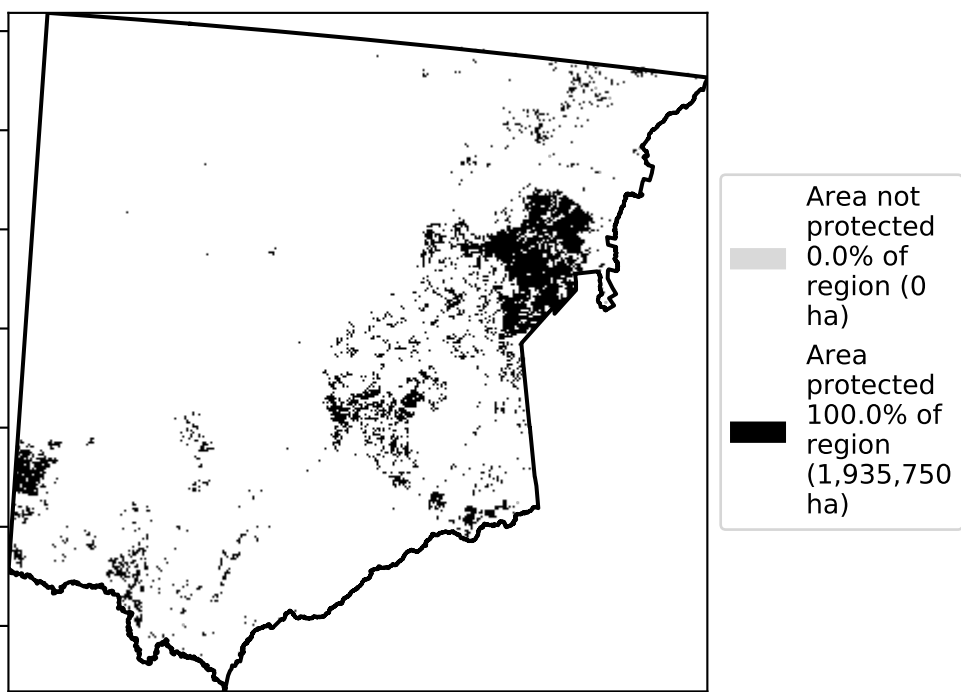 Area not
protected
0.0% of
region (0
ha)
Area
protected
100.0% of
region
(1,935,750
ha)